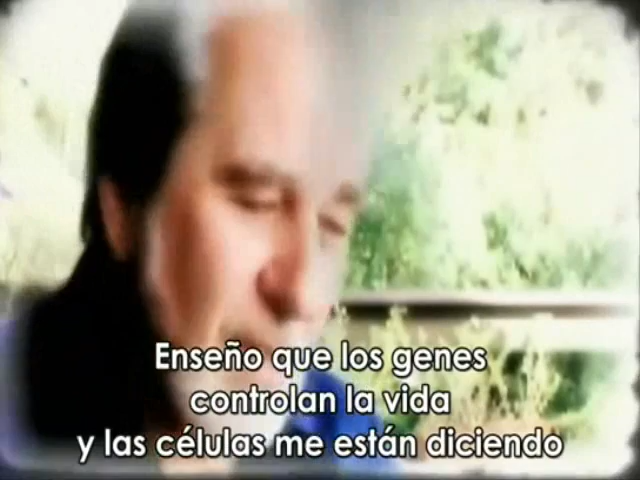 Enseño que los genes
controlan la vida
y las células me están diciendo